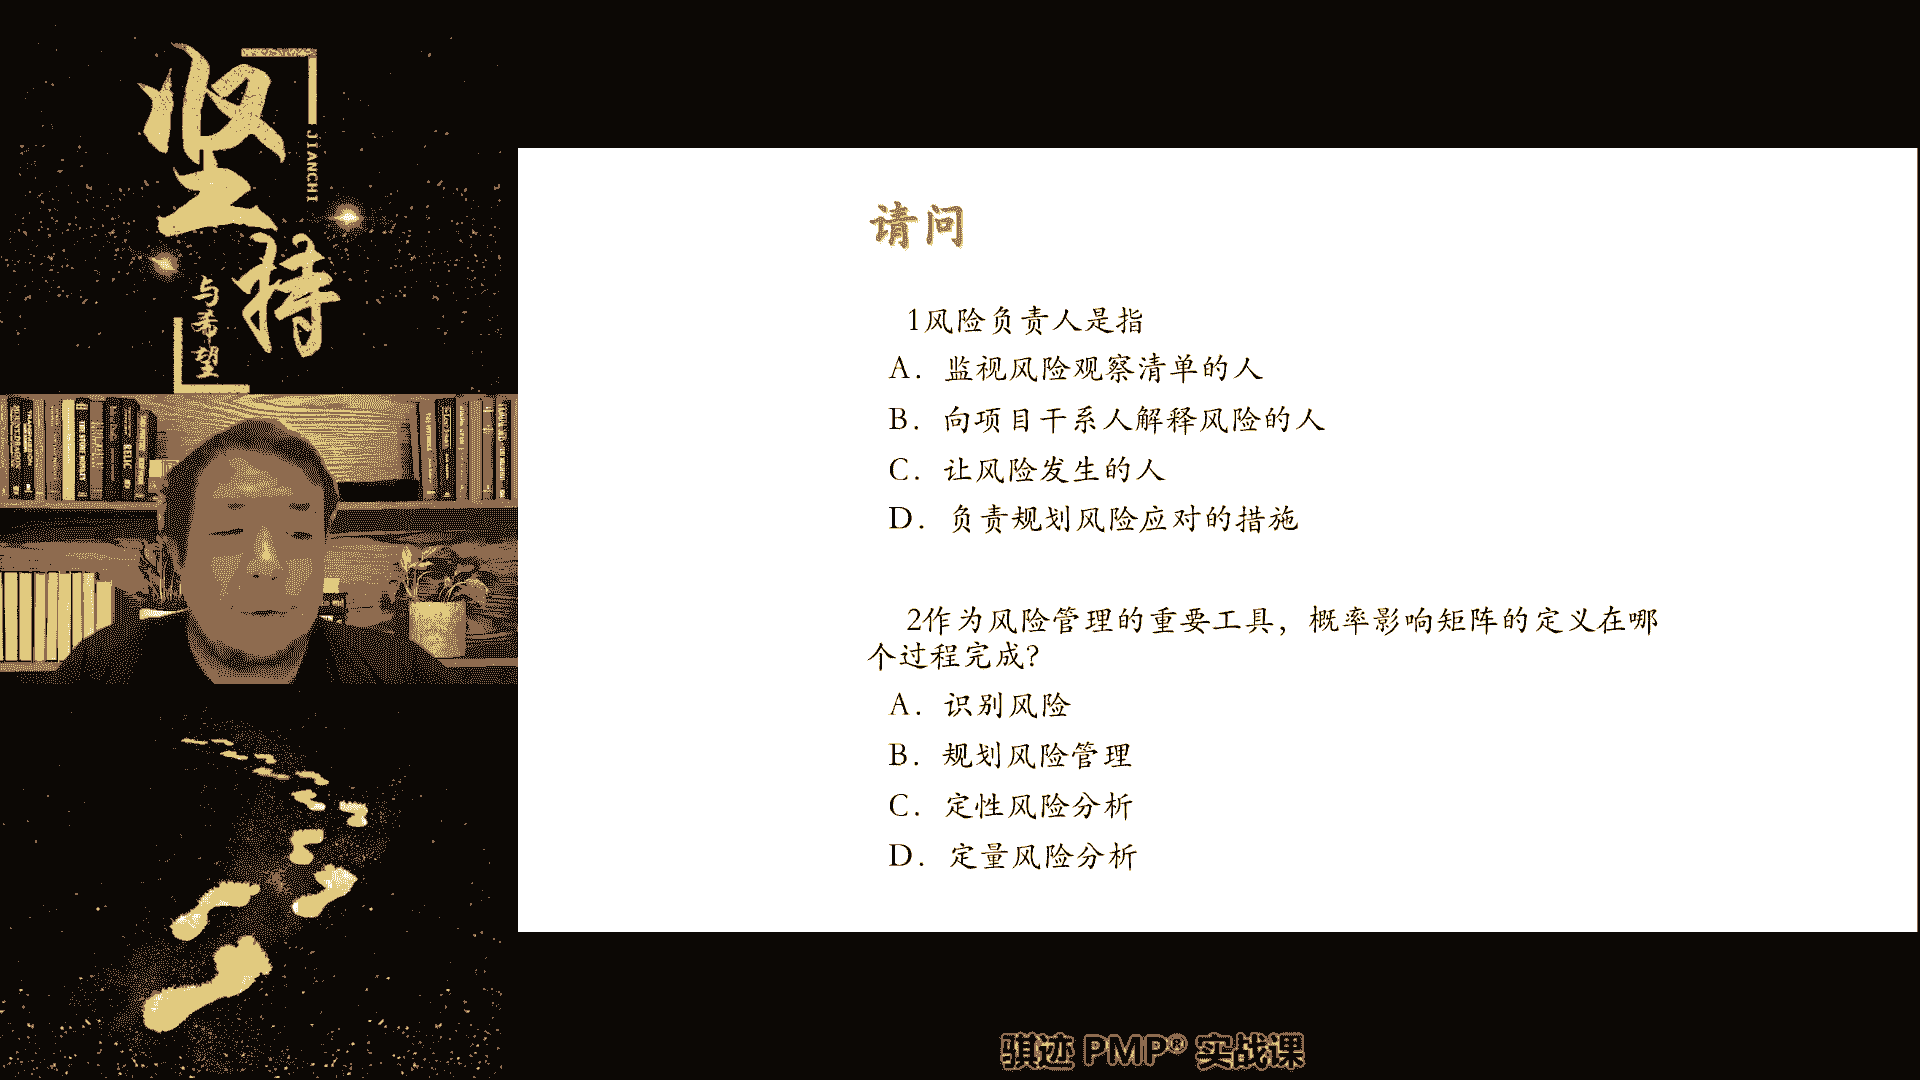 坚持
JIANCHI
与希望
请问
1风险负责人是指
A. 监视风险观察清单的人
B. 向项目干系人解释风险的人
C. 让风险发生的人
D. 负责规划风险应对的措施
2作为风险管理的重要工具，概率影响矩阵的定义在哪
个过程完成?
A. 识别风险
B. 规划风险管理
C. 定性风险分析
D. 定量风险分析
骐迹 PMP® 实战课